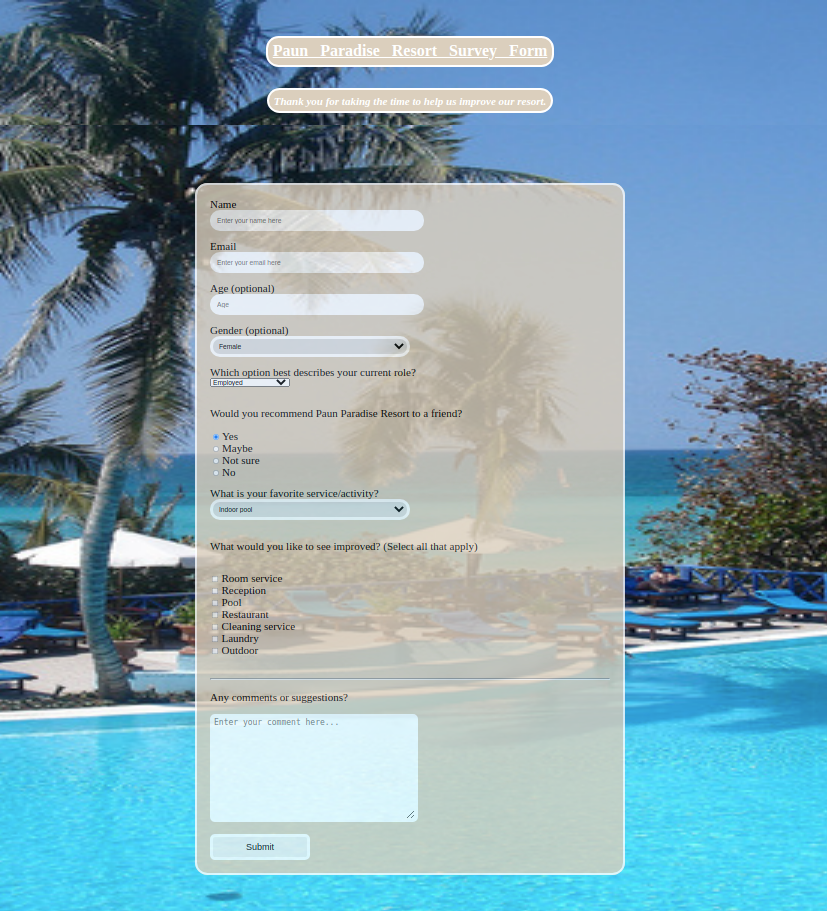 Paun Paradise Resort Survey Form
Thank you for taking the time to help us improve our resort.
Name
Enter your name here
Email
Enter your email here
Age (optional)
Age
Gender (optional)
Female
Which option best describes your current role?
Employed
Would you recommend Paun Paradise Resort to a friend?
Yes
Maybe
Not sure
No
What is your favorite service/activity?
Indoor pool
What would you like to see improved? (Select all that apply)
Room service
Reception
Pool
Restaurant
Cleaning service
Laundry
Outdoor
Any comments or suggestions?
Enter your comment here...
Submit